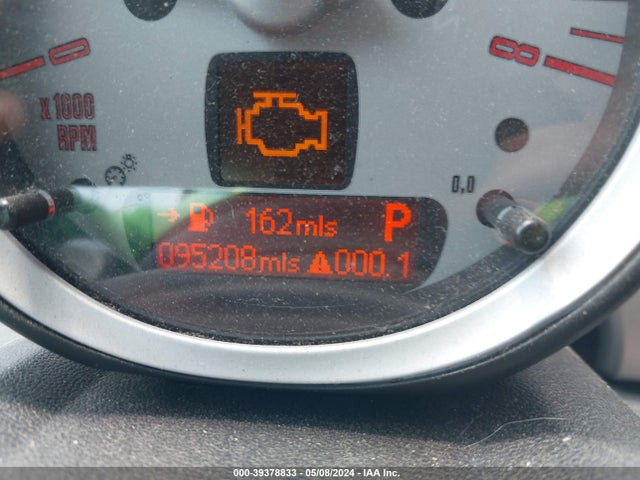 0
8
X 1000
RPM
0,0
→ 162mls P
095208mls 000.1
000-39378833 - 05/08/2024 - IAA Inc.